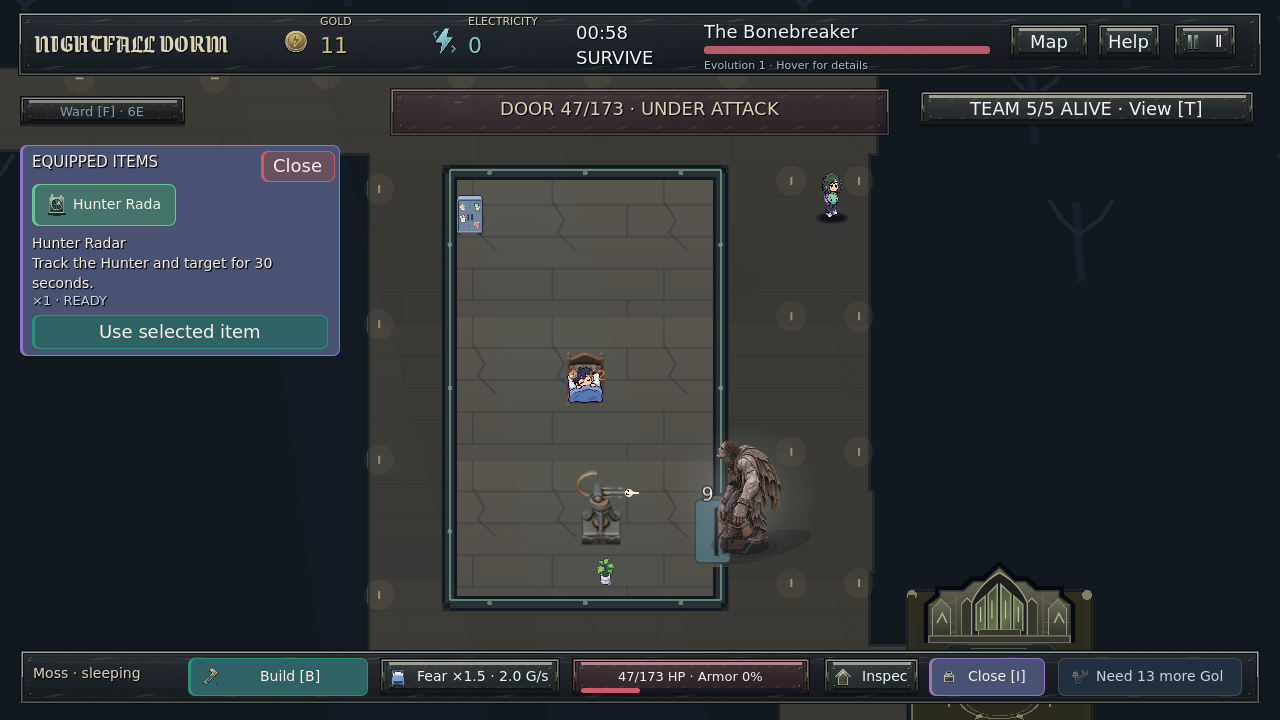 NIGHTFALL DORM
GOLD
11
ELECTRICITY
0
00:58
SURVIVE
The Bonebreaker
Evolution 1 · Hover for details
Map
Help
Ward [F] · 6E
DOOR 47/173 · UNDER ATTACK
TEAM 5/5 ALIVE · View [T]
EQUIPPED ITEMS
Close
Hunter Rada
Hunter Radar
Track the Hunter and target for 30
seconds.
×1 · READY
Use selected item
2
9
Moss · sleeping
Build [B]
Fear ×1.5 · 2.0 G/s
47/173 HP · Armor 0%
Inspec
Close [I]
Need 13 more Gol